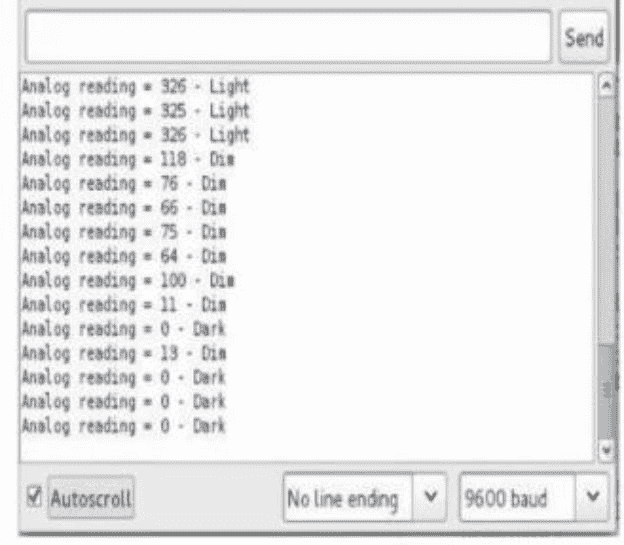 Send
Analog reading = 326 - Light
Analog reading = 325 - Light
Analog reading = 326 - Light
Analog reading = 118 - Dim
Analog reading = 76 - Dim
Analog reading = 66 - Dim
Analog reading = 75 - Dim
Analog reading = 64 - Dim
Analog reading = 100 - Dim
Analog reading = 11 - Dim
Analog reading = 0 - Dark
Analog reading = 13 - Dim
Analog reading = 0 - Dark
Analog reading = 0 - Dark
Analog reading = 0 - Dark
Autoscroll No line ending 9600 baud